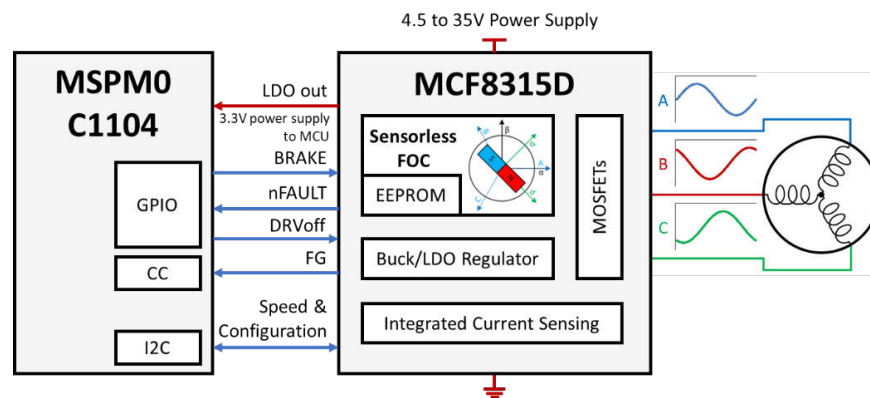 4.5 to 35V Power Supply
MSPM0
C1104
MCF8315D
LDO out
3.3V power supply
to MCU
BRAKE
nFAULT
DRVoff
FG
Speed &
Configuration
GPIO
CC
I2C
Sensorless
FOC
EEPROM
β
A
α
S
N
MOSFETs
Buck/LDO Regulator
Integrated Current Sensing
A
B
C